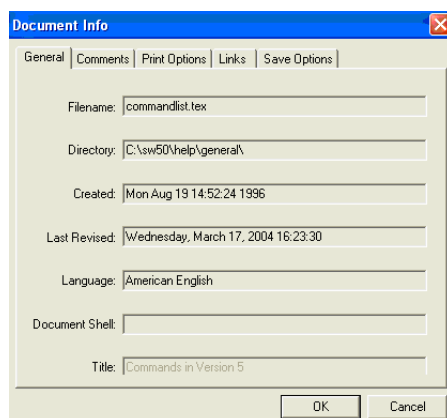 Document Info
General Comments Print Options Links Save Options
Filename: commandlist.tex
Directory: C:\sw50\help\general\
Created: Mon Aug 19 14:52:24 1996
Last Revised: Wednesday, March 17, 2004 16:23:30
Language: American English
Document Shell:
Title: Commands in Version 5
OK Cancel